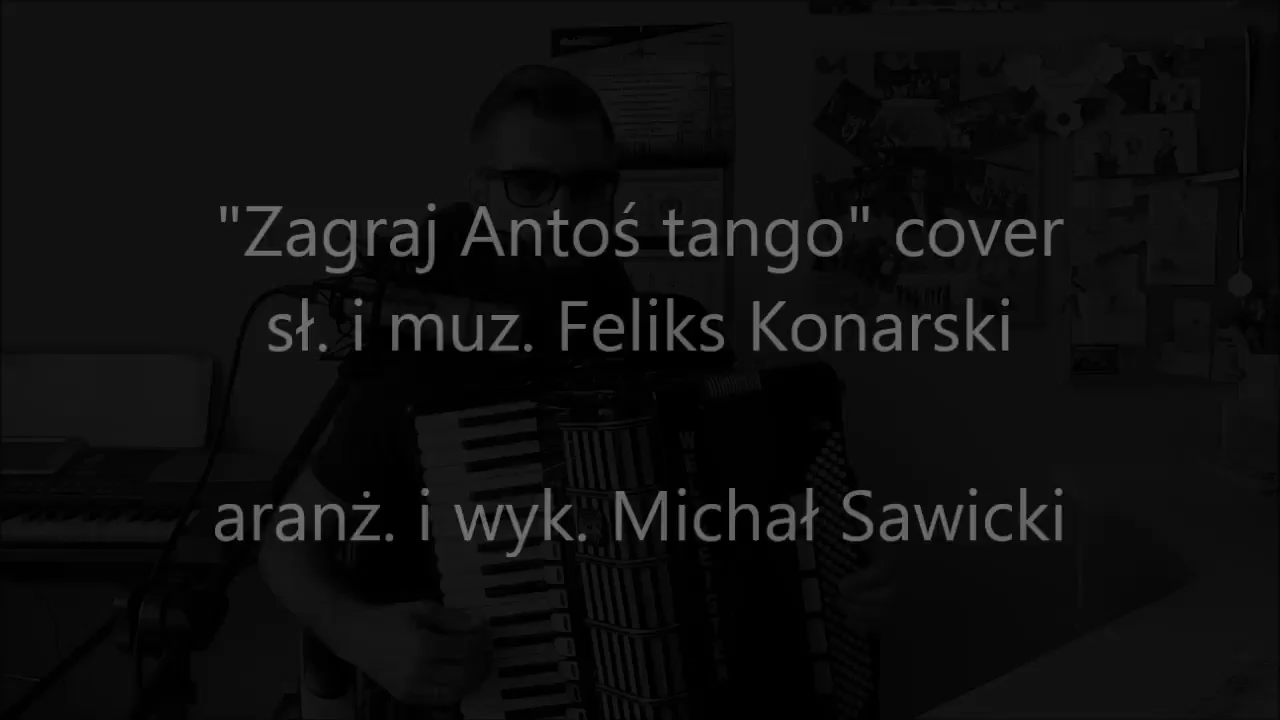 "Zagraj Antoś tango" cover
sł. i muz. Feliks Konarski
aranż. i wyk. Michał Sawicki